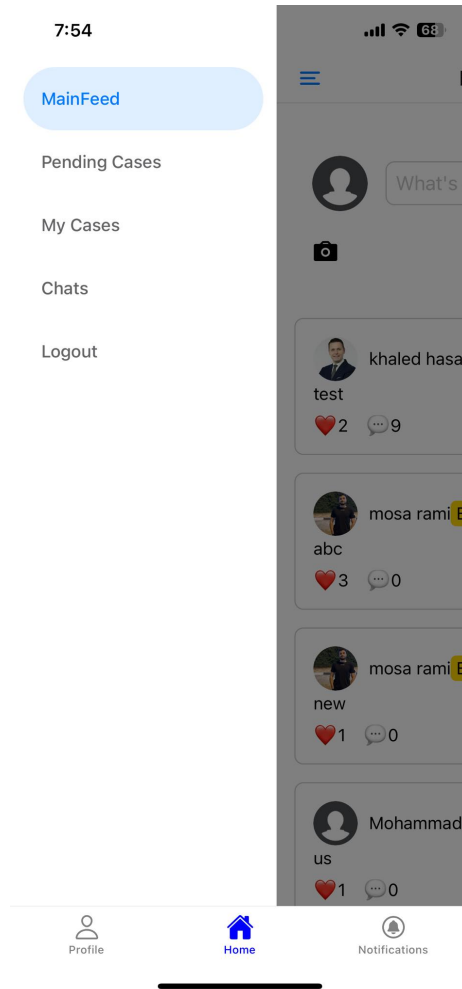 7:54
68
MainFeed
Pending Cases
My Cases
Chats
Logout
What's
khaled hasa
test
2 9
mosa rami
abc
3 0
mosa rami
new
1 0
Mohammad
us
1 0
Profile
Home
Notifications